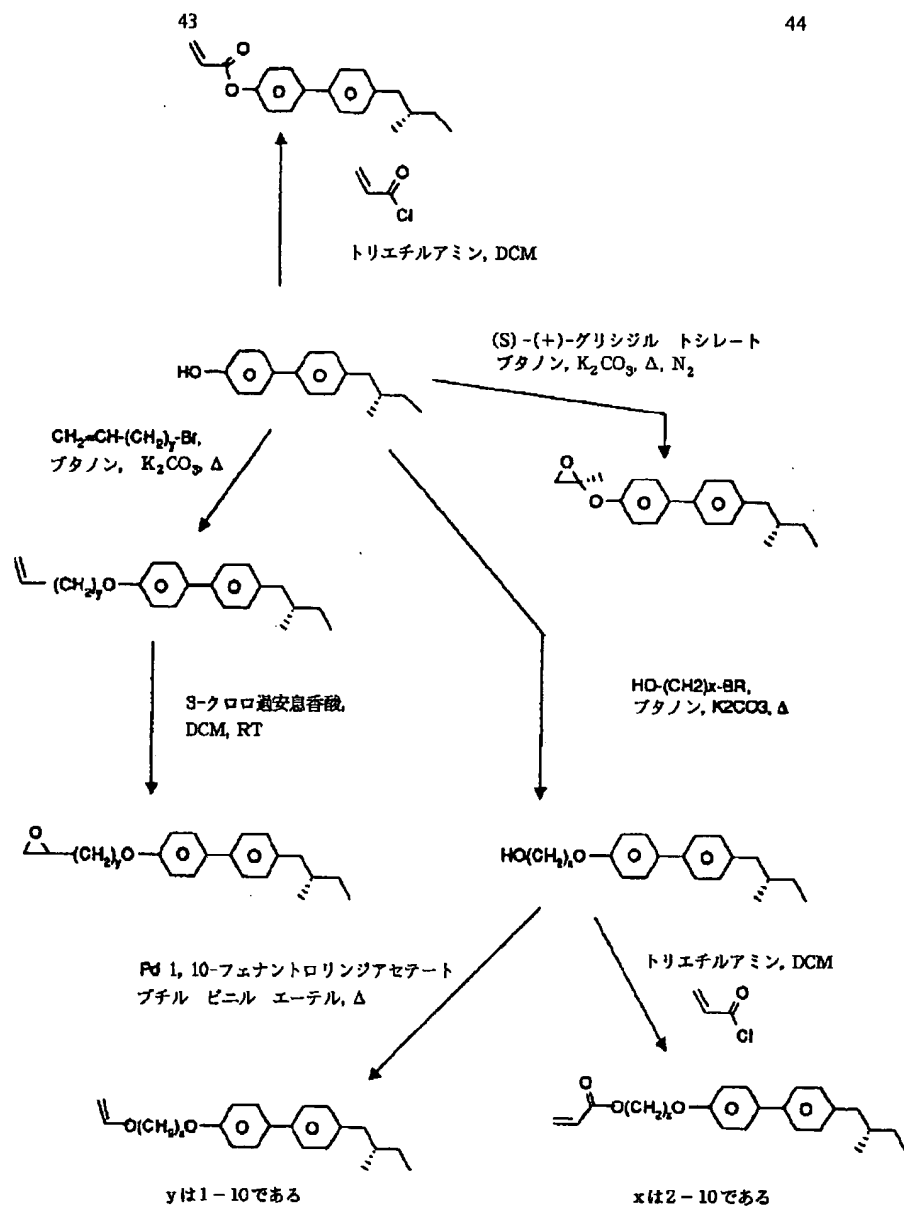 43
44
O
O
O
O
O
Cl
トリエチルアミン, DCM
(S)-(+)-グリシジル トシレート
ブタノン, K₂CO₃, Δ, N₂
HO
O
O
CH₂=CH-(CH₂)y-Br,
ブタノン, K₂CO₃, Δ
O
O
O
O
(CH₂)yO
O
O
3-クロロ過安息香酸,
DCM, RT
HO-(CH2)x-BR,
ブタノン, K2CO3, Δ
O
(CH₂)yO
O
O
HO(CH₂)xO
O
O
Pd 1, 10-フェナントロリンジアセテート
ブチル ビニル エーテル, Δ
トリエチルアミン, DCM
O
Cl
O(CH₂)xO
O
O
O
O(CH₂)xO
O
O
yは1-10である
xは2-10である